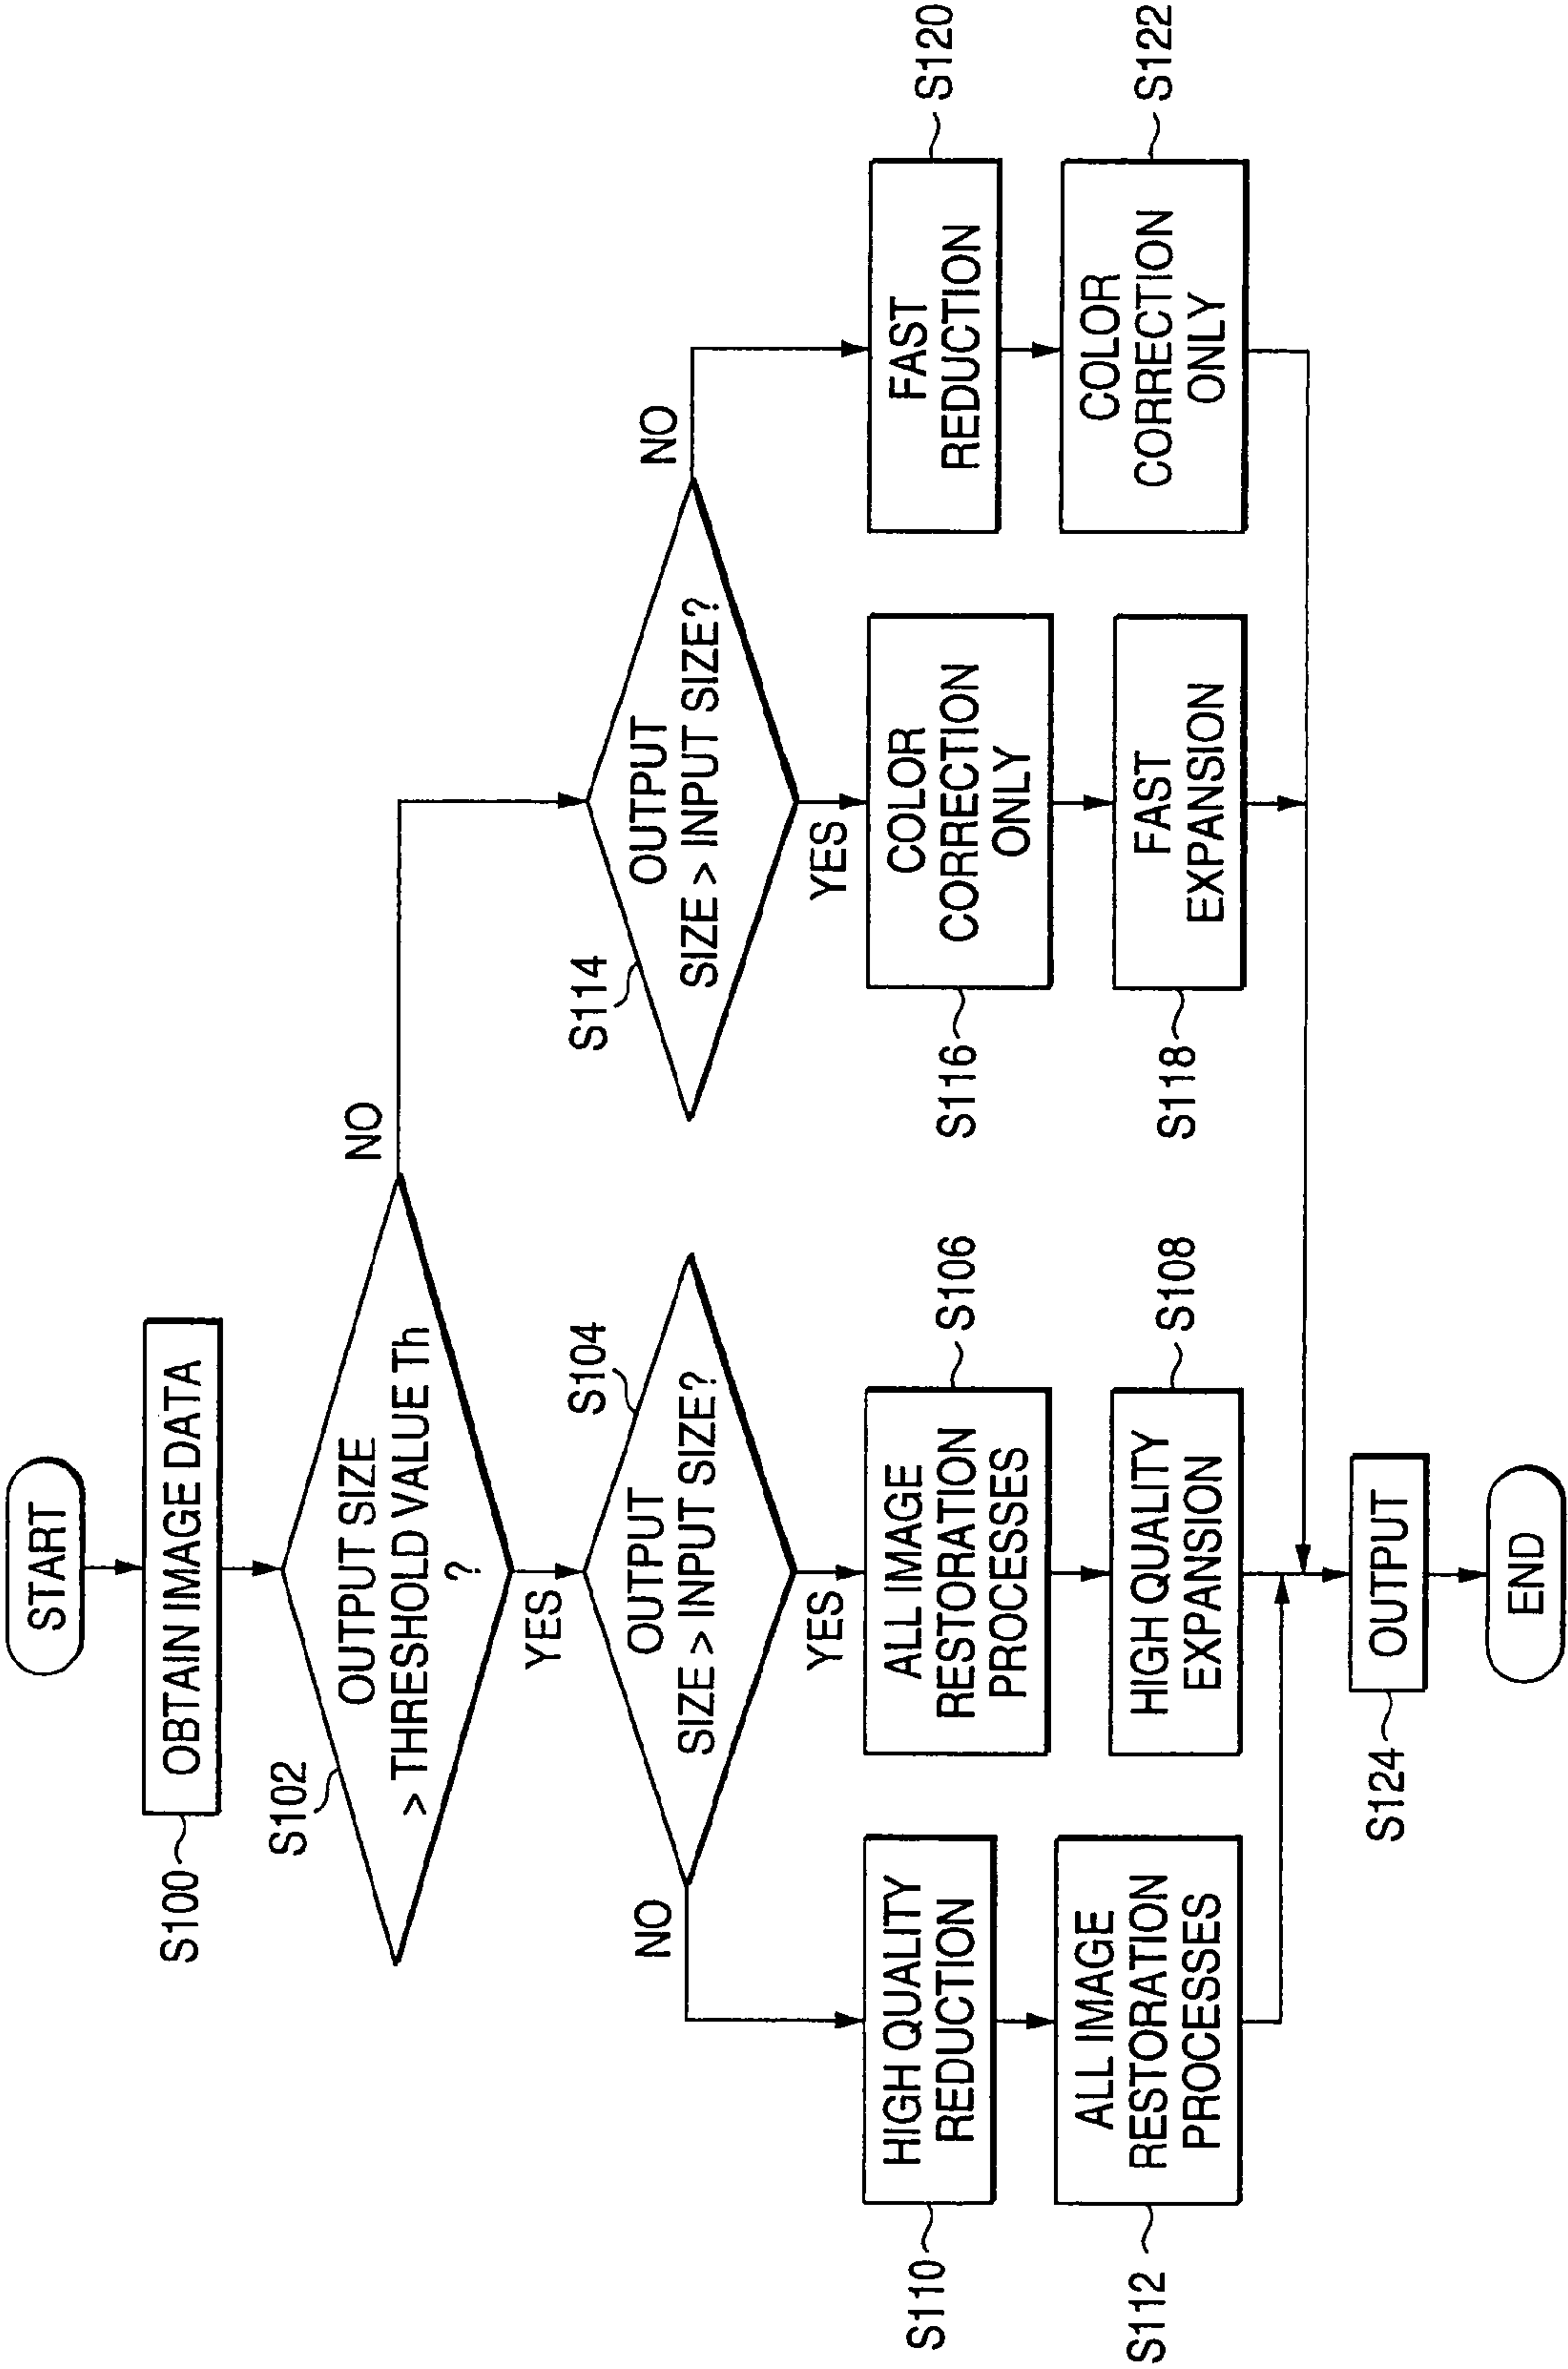 START
S100
OBTAIN IMAGE DATA
S102
OUTPUT SIZE
> THRESHOLD VALUE Th
?
NO
YES
S104
OUTPUT
SIZE > INPUT SIZE?
NO
YES
S114
OUTPUT
SIZE > INPUT SIZE?
NO
YES
S110
HIGH QUALITY
REDUCTION
S112
ALL IMAGE
RESTORATION
PROCESSES
S106
ALL IMAGE
RESTORATION
PROCESSES
S108
HIGH QUALITY
EXPANSION
S116
COLOR
CORRECTION
ONLY
S118
FAST
EXPANSION
S120
FAST
REDUCTION
S122
COLOR
CORRECTION
ONLY
S124
OUTPUT
END